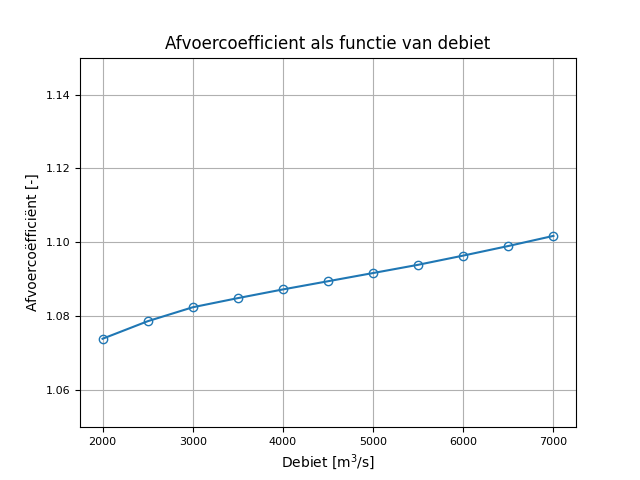 Afvoercoefficient als functie van debiet
1.14
1.12
1.10
1.08
1.06
Afvoercoëfficiënt [-]
2000 3000 4000 5000 6000 7000
Debiet [m³/s]